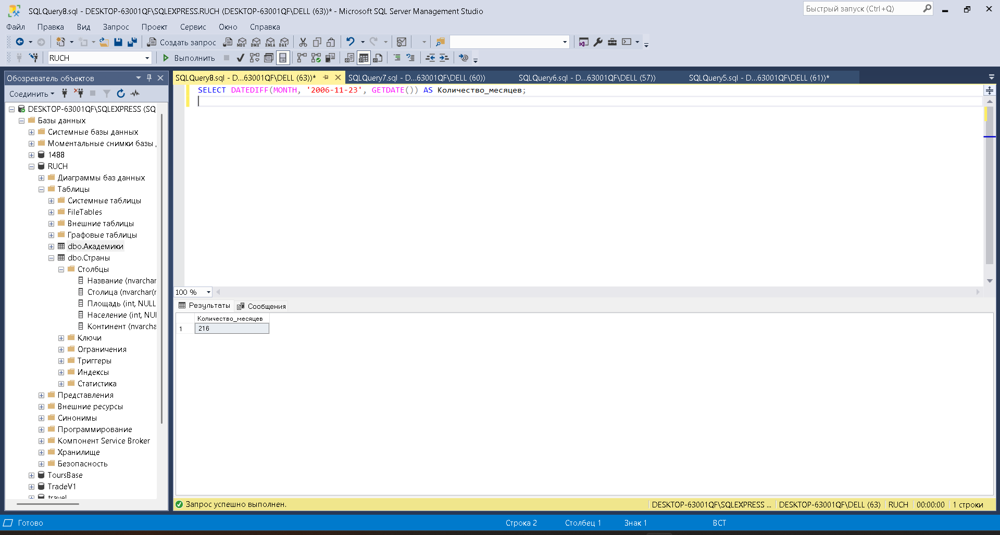 SQLQuery8.sql - DESKTOP-63001QF\SQLEXPRESS.RUCH (DESKTOP-63001QF\DELL (63))* - Microsoft SQL Server Management Studio
Быстрый запуск (Ctrl+Q)
Файл Правка Вид Запрос Проект Сервис Окно Справка
Создать запрос MDX DMX XMLA DAX
RUCH Выполнить
Обозреватель объектов
SQLQuery8.sql - D...63001QF\DELL (63))* SQLQuery7.sql - D...63001QF\DELL (60)) SQLQuery6.sql - D...63001QF\DELL (57)) SQLQuery5.sql - D...63001QF\DELL (61))*
Соединить
SELECT DATEDIFF(MONTH, '2006-11-23', GETDATE()) AS Количество_месяцев;
DESKTOP-63001QF\SQLEXPRESS (SQ
Базы данных
Системные базы данных
Моментальные снимки базы
1488
RUCH
Диаграммы баз данных
Таблицы
Системные таблицы
FileTables
Внешние таблицы
Графовые таблицы
dbo.Академики
dbo.Страны
Столбцы
Название (nvarchar
Столица (nvarchar(
Площадь (int, NULL
Население (int, NUL
Континент (nvarcha
Ключи
Ограничения
Триггеры
Индексы
Статистика
Представления
Внешние ресурсы
Синонимы
Программирование
Компонент Service Broker
Хранилище
Безопасность
ToursBase
TradeV1
travel
100 %
Результаты Сообщения
Количество_месяцев
1 216
Запрос успешно выполнен.
DESKTOP-63001QF\SQLEXPRESS ... DESKTOP-63001QF\DELL (63) RUCH 00:00:00 1 строки
Готово Строка 2 Столбец 1 Знак 1 ВСТ